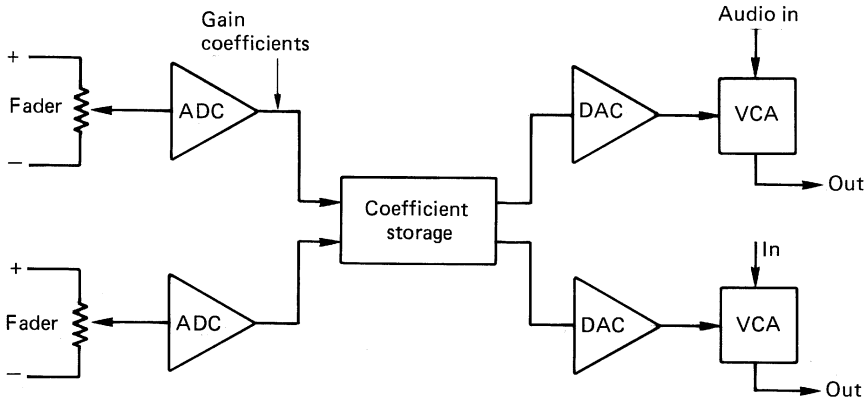 Audio in
Gain
coefficients
+
Fader
−
ADC
DAC
VCA
Out
Coefficient
storage
In
+
Fader
−
ADC
DAC
VCA
Out